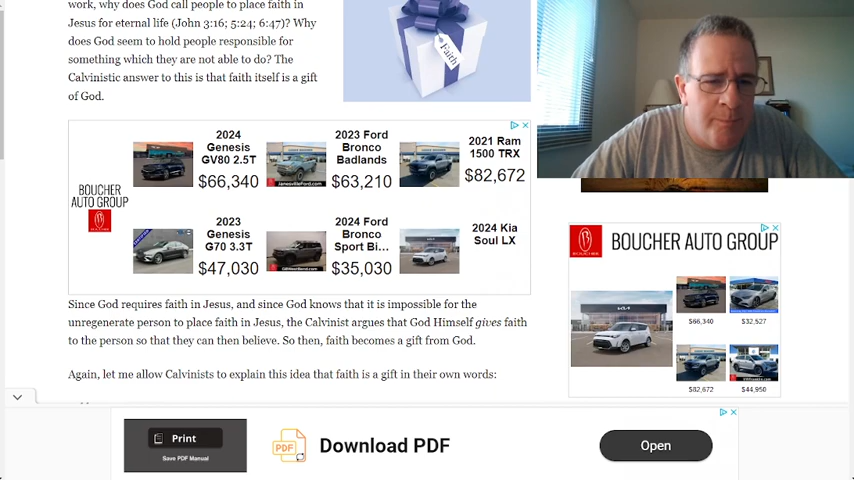 work, why does God call people to place faith in
Jesus for eternal life (John 3:16; 5:24; 6:47)? Why
does God seem to hold people responsible for
something which they are not able to do? The
Calvinistic answer to this is that faith itself is a gift
of God.
Faith
BOUCHER
AUTO GROUP
2024
Genesis
GV80 2.5T
$66,340
2023 Ford
Bronco
Badlands
$63,210
2021 Ram
1500 TRX
$82,672
2023
Genesis
G70 3.3T
$47,030
2024 Ford
Bronco
Sport Bi...
$35,030
2024 Kia
Soul LX
BOUCHER AUTO GROUP
$66,340
$32,527
$82,672
$44,950
Since God requires faith in Jesus, and since God knows that it is impossible for the
unregenerate person to place faith in Jesus, the Calvinist argues that God Himself gives faith
to the person so that they can then believe. So then, faith becomes a gift from God.
Again, let me allow Calvinists to explain this idea that faith is a gift in their own words:
Print
Save PDF Manual
PDF
Download PDF
Open